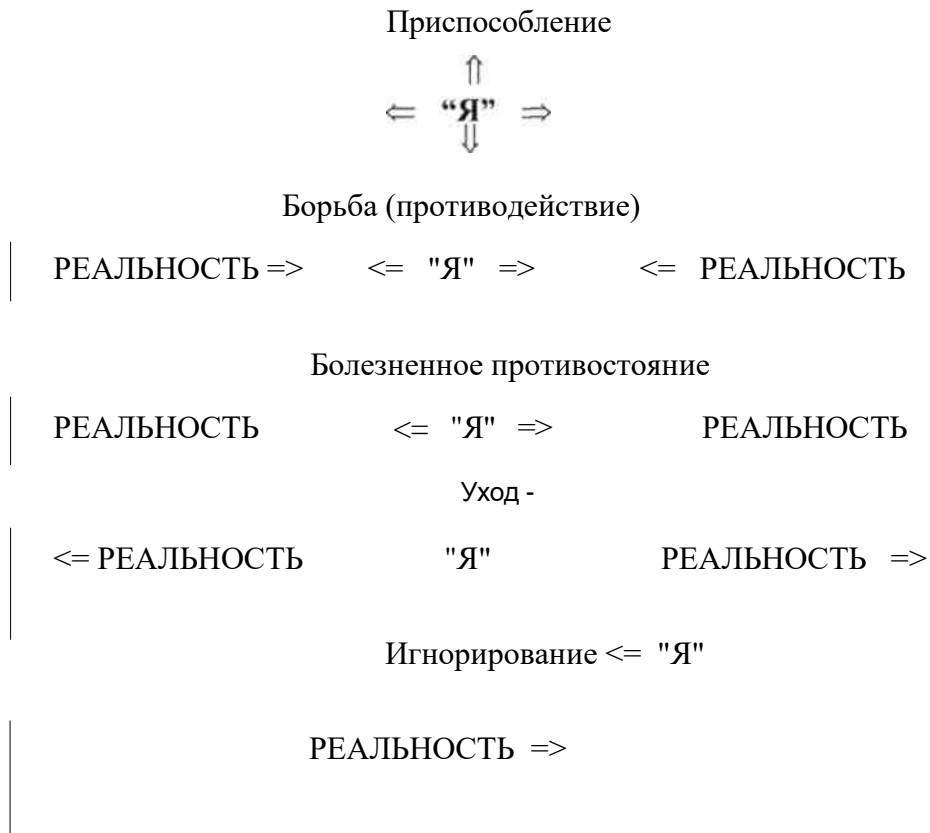 Приспособление
⇑
⇐ “Я” ⇒
⇓
Борьба (противодействие)
РЕАЛЬНОСТЬ => <= "Я" => <= РЕАЛЬНОСТЬ
Болезненное противостояние
РЕАЛЬНОСТЬ <= "Я" => РЕАЛЬНОСТЬ
Уход -
<= РЕАЛЬНОСТЬ "Я" РЕАЛЬНОСТЬ =>
Игнорирование <= "Я"
РЕАЛЬНОСТЬ =>